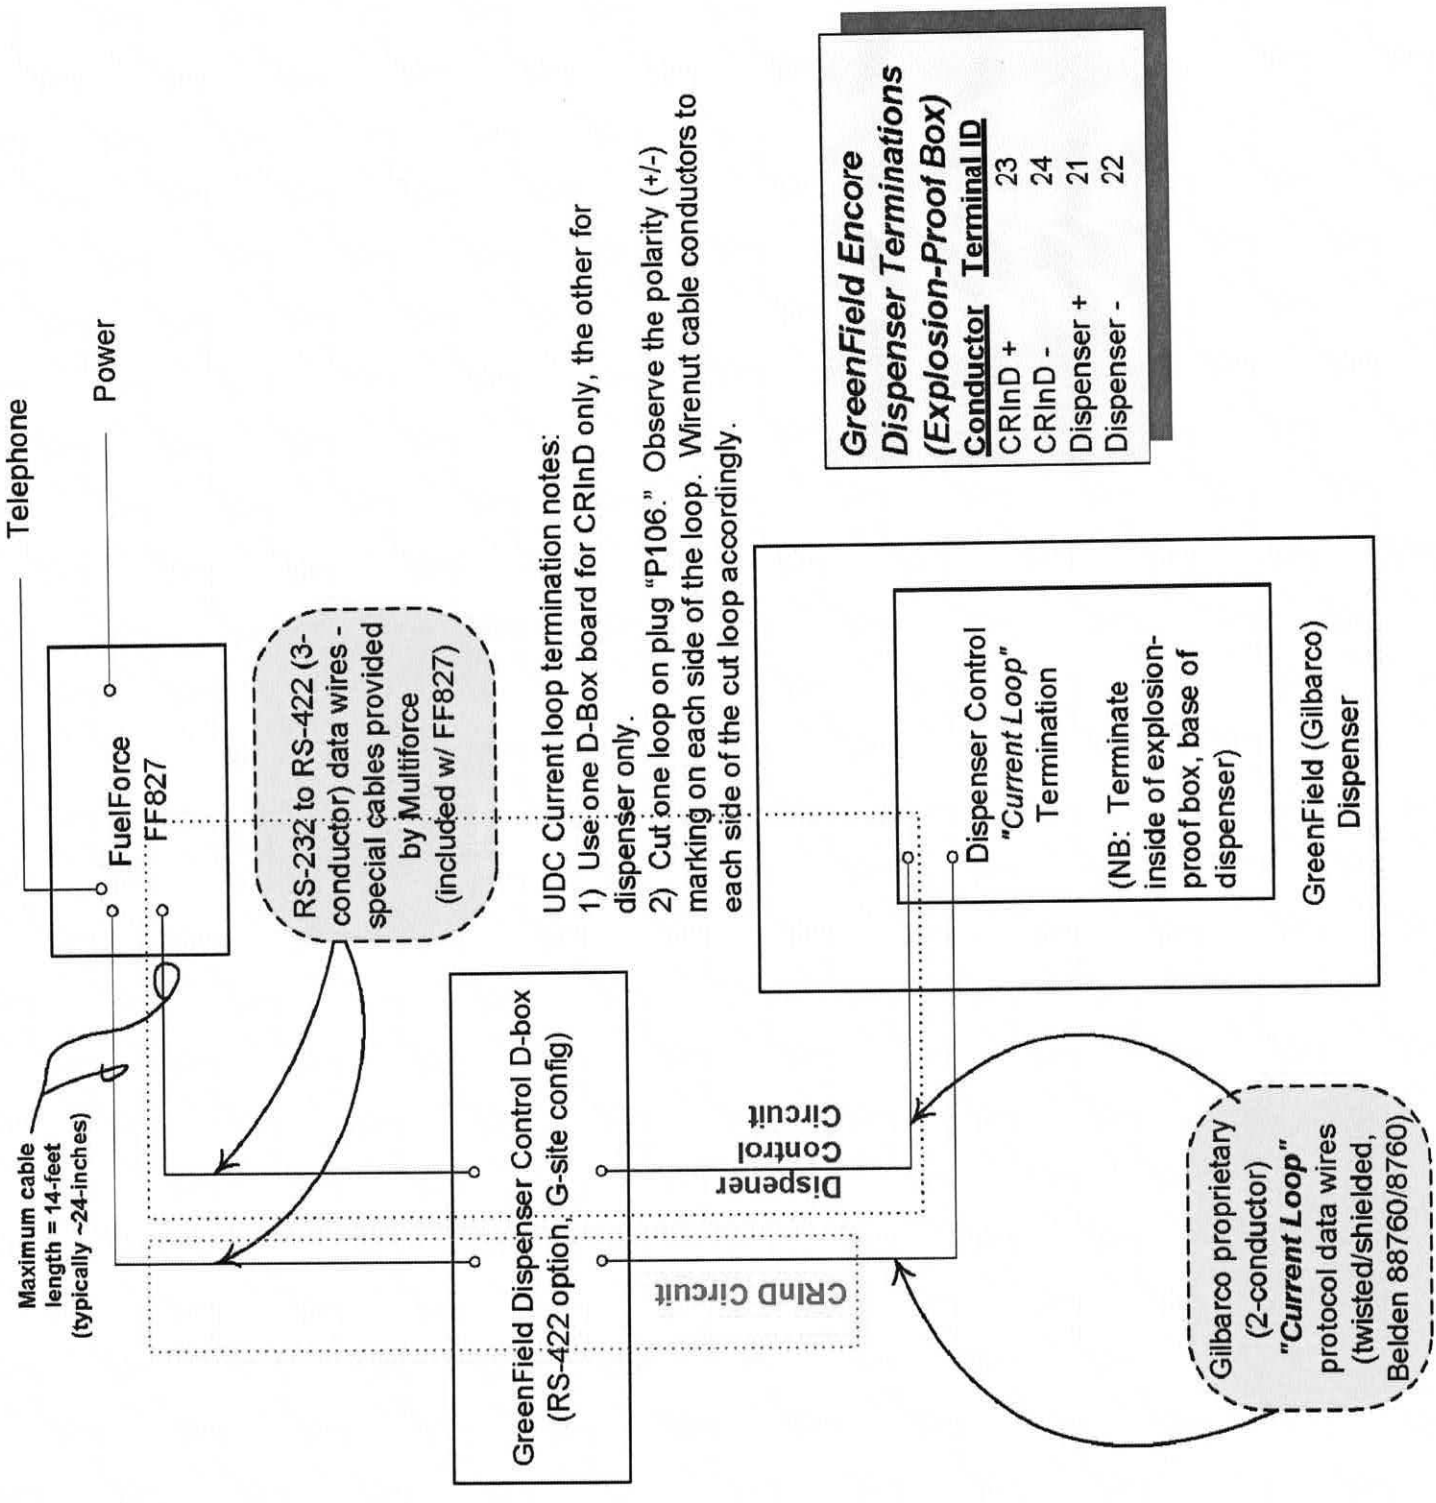 Telephone
Power
FuelForce
FF827
Maximum cable
length = 14-feet
(typically ~24-inches)
RS-232 to RS-422 (3-
conductor) data wires -
special cables provided
by Multiforce
(included w/ FF827)
GreenField Dispenser Control D-box
(RS-422 option, G-site config)
UDC Current loop termination notes:
1) Use one D-Box board for CRInD only, the other for
dispenser only.
2) Cut one loop on plug “P106.” Observe the polarity (+/-)
marking on each side of the loop. Wirenut cable conductors to
each side of the cut loop accordingly.
CRInD Circuit
Dispener
Control
Circuit
Dispenser Control
"Current Loop"
Termination
(NB: Terminate
inside of explosion-
proof box, base of
dispenser)
GreenField (Gilbarco)
Dispenser
Gilbarco proprietary
(2-conductor)
"Current Loop"
protocol data wires
(twisted/shielded,
Belden 88760/8760)
GreenField Encore
Dispenser Terminations
(Explosion-Proof Box)
Conductor Terminal ID
CRInD + 23
CRInD - 24
Dispenser + 21
Dispenser - 22